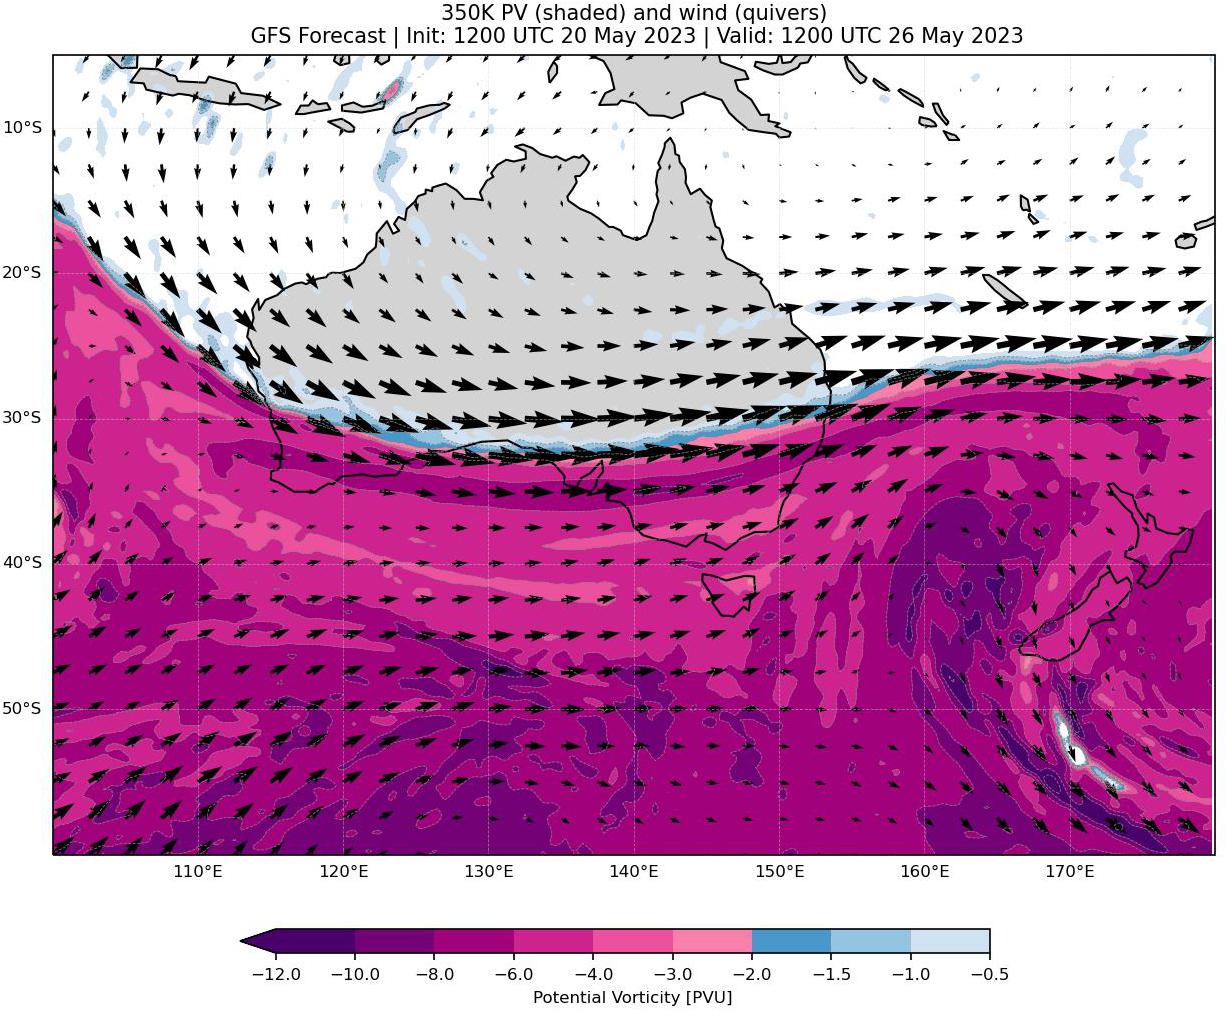 350K PV (shaded) and wind (quivers)
GFS Forecast | Init: 1200 UTC 20 May 2023 | Valid: 1200 UTC 26 May 2023
10°S
20°S
30°S
40°S
50°S
110°E 120°E 130°E 140°E 150°E 160°E 170°E
−12.0 −10.0 −8.0 −6.0 −4.0 −3.0 −2.0 −1.5 −1.0 −0.5
Potential Vorticity [PVU]